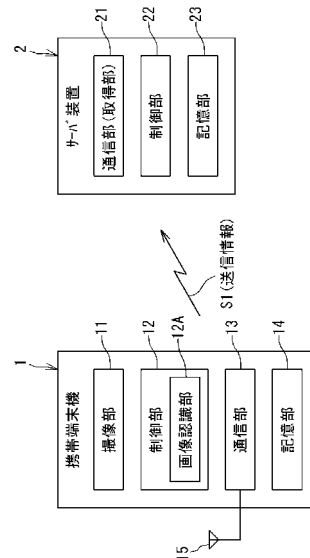 1
携帯端末機
撮像部
11
制御部
12
画像認識部
12A
通信部
13
記憶部
14
15
S1(送信情報)
2
サーバ装置
通信部(取得部)
21
制御部
22
記憶部
23